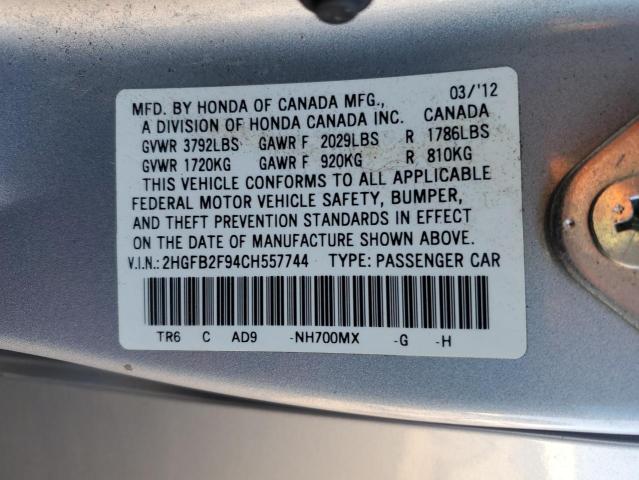 MFD. BY HONDA OF CANADA MFG., 03/'12
A DIVISION OF HONDA CANADA INC. CANADA
GVWR 3792LBS GAWR F 2029LBS R 1786LBS
GVWR 1720KG GAWR F 920KG R 810KG
THIS VEHICLE CONFORMS TO ALL APPLICABLE
FEDERAL MOTOR VEHICLE SAFETY, BUMPER,
AND THEFT PREVENTION STANDARDS IN EFFECT
ON THE DATE OF MANUFACTURE SHOWN ABOVE.
V.I.N.: 2HGFB2F94CH557744 TYPE: PASSENGER CAR
TR6 C AD9 -NH700MX -G -H